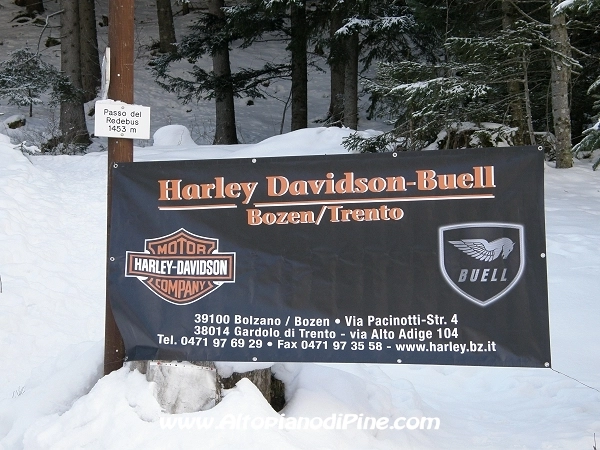 Passo del
Redebus
1453 m
Harley Davidson-Buell
Bozen/Trento
MOTOR
HARLEY-DAVIDSON
COMPANY
BUELL
39100 Bolzano / Bozen • Via Pacinotti-Str. 4
38014 Gardolo di Trento - via Alto Adige 104
Tel. 0471 97 69 29 • Fax 0471 97 35 58 - www.harley.bz.it
www.AltopianodiPine.com